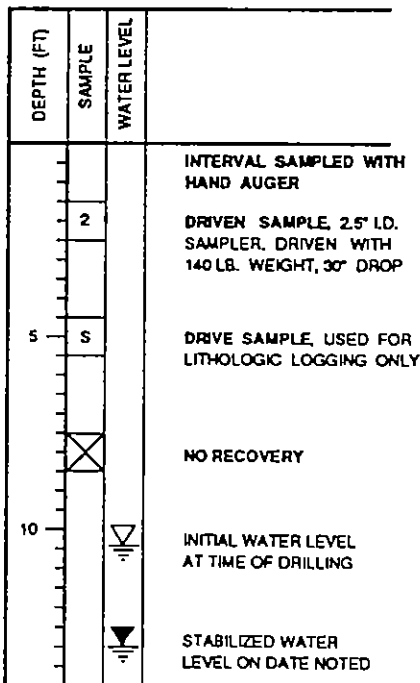 DEPTH (FT)
SAMPLE
WATER LEVEL
INTERVAL SAMPLED WITH
HAND AUGER
2
DRIVEN SAMPLE, 2.5" I.D.
SAMPLER, DRIVEN WITH
140 LB. WEIGHT, 30" DROP
5
S
DRIVE SAMPLE, USED FOR
LITHOLOGIC LOGGING ONLY
NO RECOVERY
10
INITIAL WATER LEVEL
AT TIME OF DRILLING
STABILIZED WATER
LEVEL ON DATE NOTED